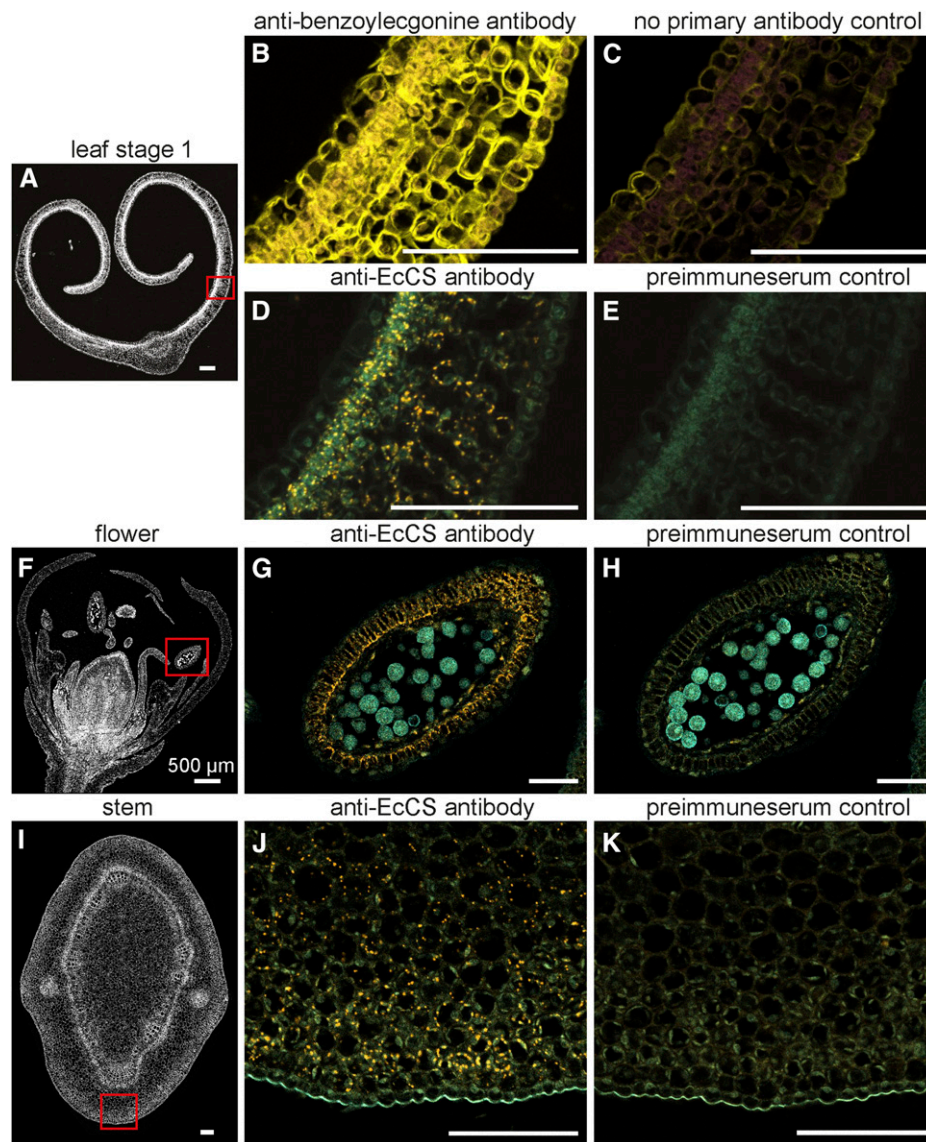 anti-benzoylecgonine antibody
no primary antibody control
B
C
leaf stage 1
A
anti-EcCS antibody
preimmuneserum control
D
E
flower
anti-EcCS antibody
preimmuneserum control
F
G
H
500 µm
stem
anti-EcCS antibody
preimmuneserum control
I
J
K